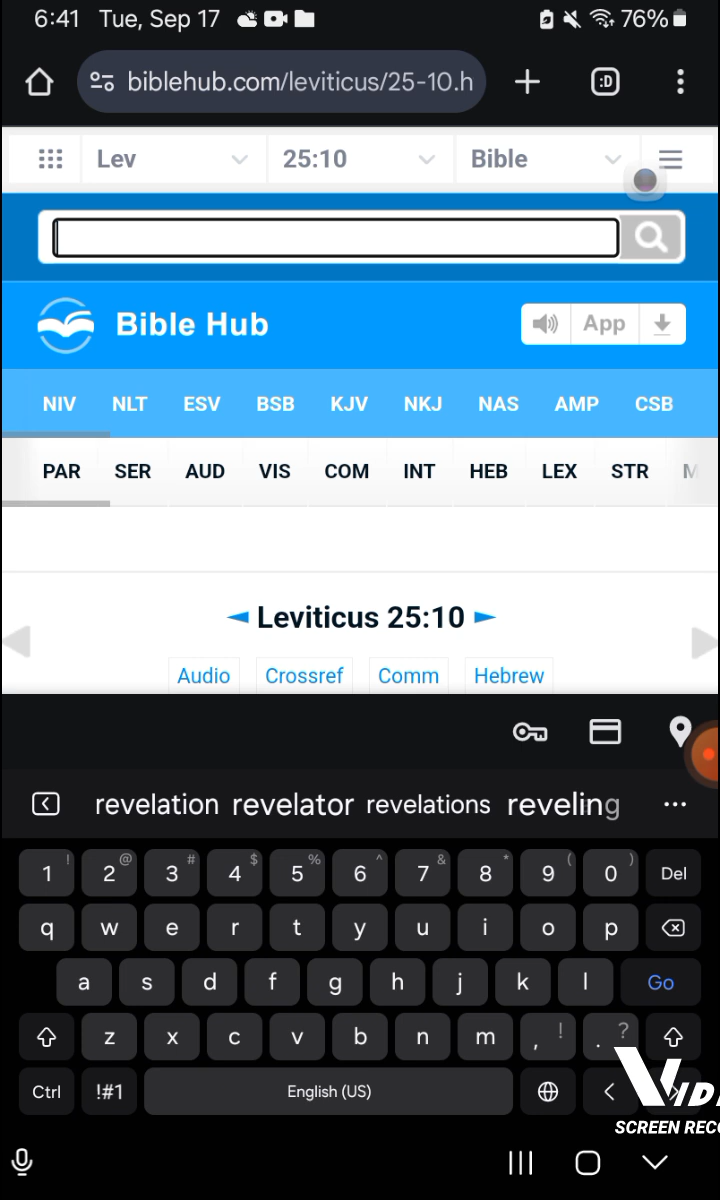 6:41 Tue, Sep 17 76%
biblehub.com/leviticus/25-10.h :D
Lev 25:10 Bible
Bible Hub App
NIV NLT ESV BSB KJV NKJ NAS AMP CSB
PAR SER AUD VIS COM INT HEB LEX STR M
◄ Leviticus 25:10 ►
Audio Crossref Comm Hebrew
revelation revelator revelations reveling ...
1 ! 2 @ 3 # 4 $ 5 % 6 ^ 7 & 8 * 9 ( 0 ) Del
q w e r t y u i o p
a s d f g h j k l Go
z x c v b n m , ! . ?
Ctrl !#1 English (US) < >
VID
SCREEN REC